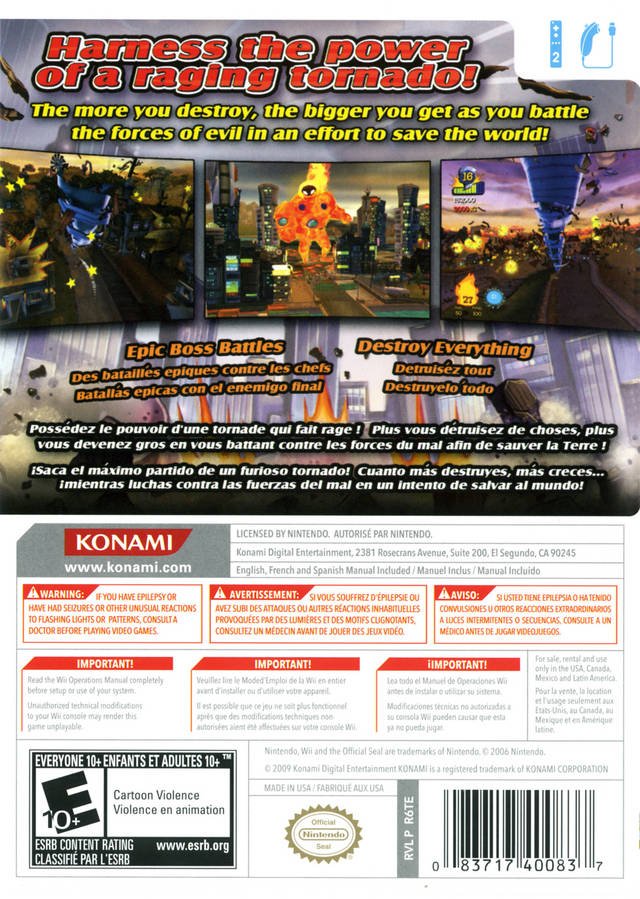 2
Harness the power
of a raging tornado!
The more you destroy, the bigger you get as you battle
the forces of evil in an effort to save the world!
16
27
50 100
Epic Boss Battles
Des batailles epiques contre les chefs
Batallas epicas con el enemigo final
Destroy Everything
Detruisez tout
Destruyelo todo
Possédez le pouvoir d'une tornade qui fait rage ! Plus vous détruisez de choses, plus
vous devenez gros en vous battant contre les forces du mal afin de sauver la Terre !
¡Saca el máximo partido de un furioso tornado! Cuanto más destruyes, más creces...
¡mientras luchas contra las fuerzas del mal en un intento de salvar al mundo!
KONAMI
www.konami.com
LICENSED BY NINTENDO. AUTORISÉ PAR NINTENDO.
Konami Digital Entertainment, 2381 Rosecrans Avenue, Suite 200, El Segundo, CA 90245
English, French and Spanish Manual Included / Manuel Inclus / Manual Incluido
WARNING: IF YOU HAVE EPILEPSY OR
HAVE HAD SEIZURES OR OTHER UNUSUAL REACTIONS
TO FLASHING LIGHTS OR PATTERNS, CONSULT A
DOCTOR BEFORE PLAYING VIDEO GAMES.
AVERTISSEMENT: SI VOUS SOUFFREZ D'ÉPILEPSIE OU
AVEZ SUBI DES ATTAQUES OU AUTRES RÉACTIONS INHABITUELLES
PROVOQUÉES PAR DES LUMIÈRES ET DES MOTIFS CLIGNOTANTS,
CONSULTEZ UN MÉDECIN AVANT DE JOUER DES JEUX VIDÉO.
AVISO: SI USTED TIENE EPILEPSIA O HA TENIDO
CONVULSIONES U OTROS REACCIONES EXTRAORDINARIOS
A LUCES INTERMITENTES O SECUENCIAS, CONSULTE A UN
MÉDICO ANTES DE JUGAR VIDEOJUEGOS.
IMPORTANT!
Read the Wii Operations Manual completely
before setup or use of your system.
Unauthorized technical modifications
to your Wii console may render this
game unplayable.
IMPORTANT!
Veuillez lire le Moded'Emploi de la Wii en entier
avant d'installer ou d'utiliser votre appareil.
Il est possible que ce jeu ne soit plus fonctionnel
après que des modifications techniques non-
autorisées aient été affectuées sur votre console Wii.
¡IMPORTANT!
Lea todo el Manual de Operaciones Wii
antes de instalar o utilizar su sistema.
Modificaciones técnicas no autorizadas a
su consola Wii pueden causar que esta
ya no pueda jugar.
For sale, rental and use
only in the USA, Canada,
Mexico and Latin America.
Pour la vente, la location
et l'usage seulement aux
États-Unis, au Canada, au
Mexique et en Amérique
latine.
EVERYONE 10+ ENFANTS ET ADULTES 10+™
E
10+
Cartoon Violence
Violence en animation
ESRB CONTENT RATING www.esrb.org
CLASSIFIÉ PAR L'ESRB
Nintendo, Wii and the Official Seal are trademarks of Nintendo. © 2006 Nintendo.
© 2009 Konami Digital Entertainment KONAMI is a registered trademark of KONAMI CORPORATION
MADE IN USA / FABRIQUÉ AUX USA
Official
Nintendo
Seal
RVL P R6TE
0 83717 40083 7